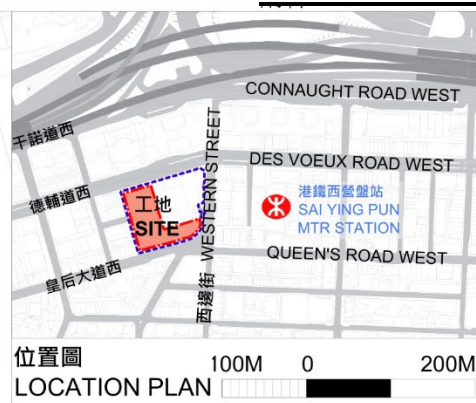 CONNAUGHT ROAD WEST
干諾道西
DES VOEUX ROAD WEST
德輔道西
WESTERN STREET
西邊街
工地
SITE
港鐵西營盤站
SAI YING PUN
MTR STATION
QUEEN'S ROAD WEST
皇后大道西
位置圖
LOCATION PLAN
100M 0 200M